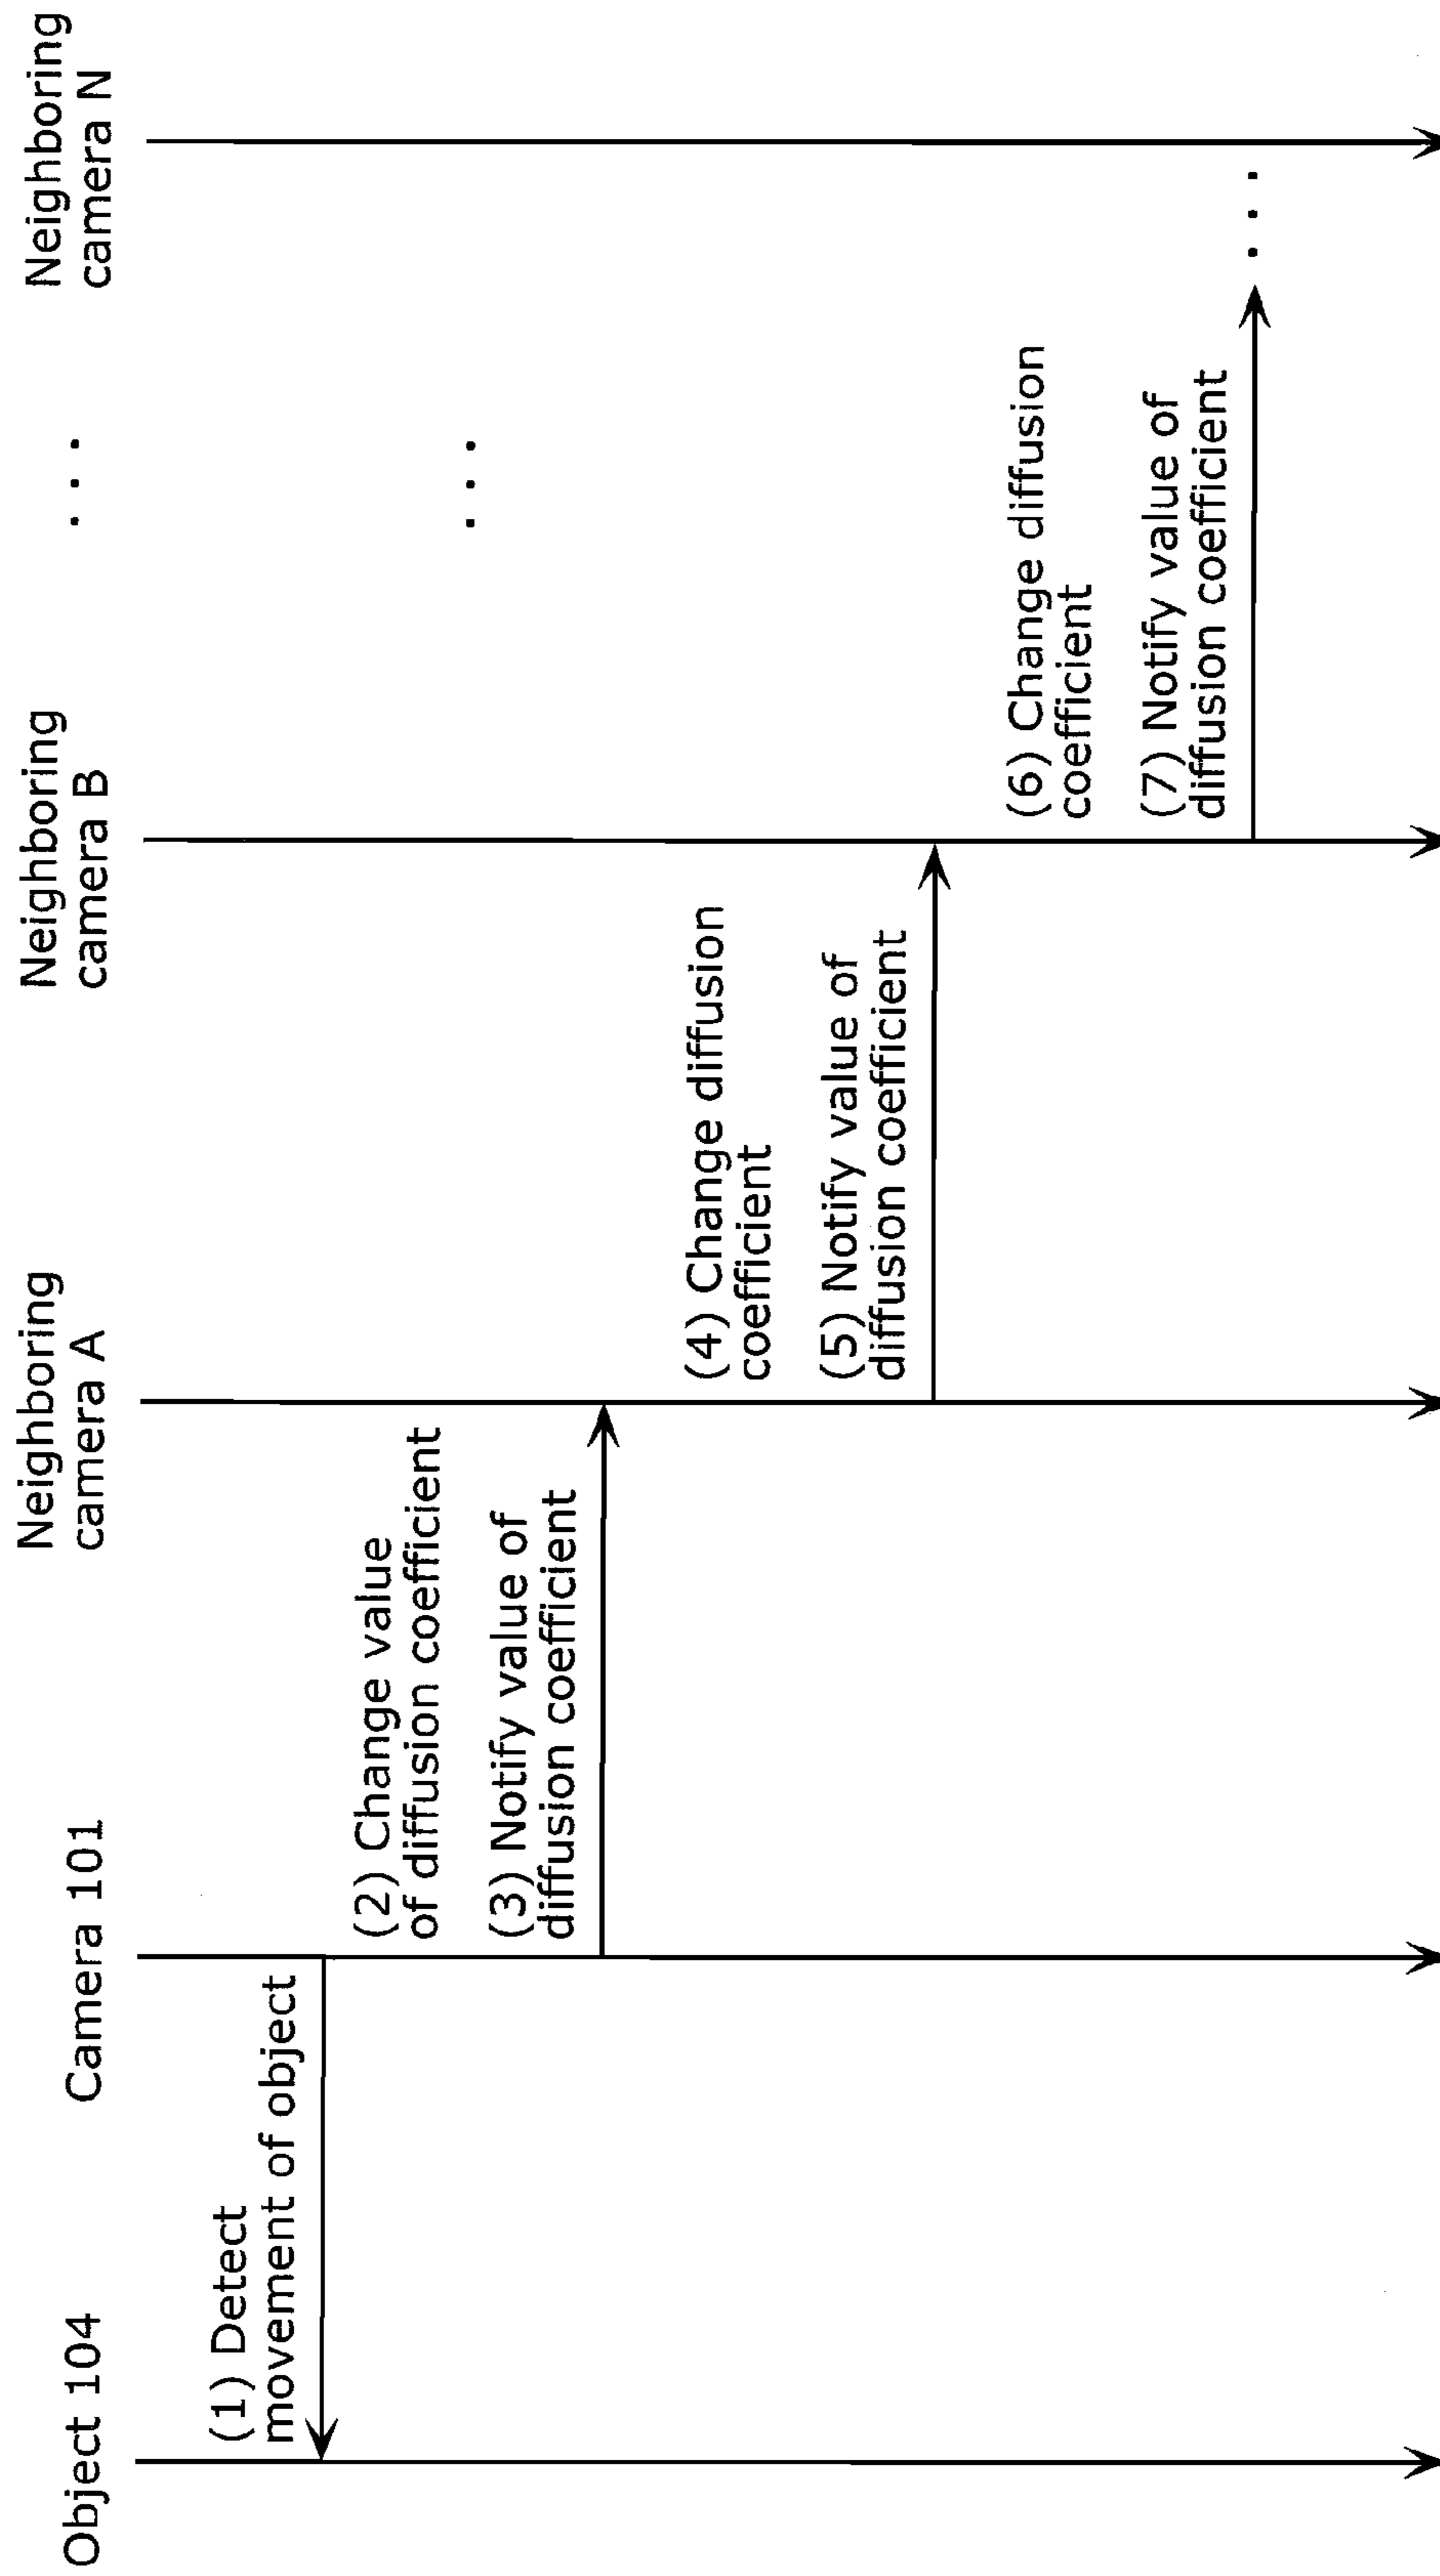 Object 104
Camera 101
Neighboring
camera A
Neighboring
camera B
. . .
Neighboring
camera N
(1) Detect
movement of object
(2) Change value
of diffusion coefficient
. . .
(3) Notify value of
diffusion coefficient
(4) Change diffusion
coefficient
(5) Notify value of
diffusion coefficient
(6) Change diffusion
coefficient
(7) Notify value of
diffusion coefficient
. . .